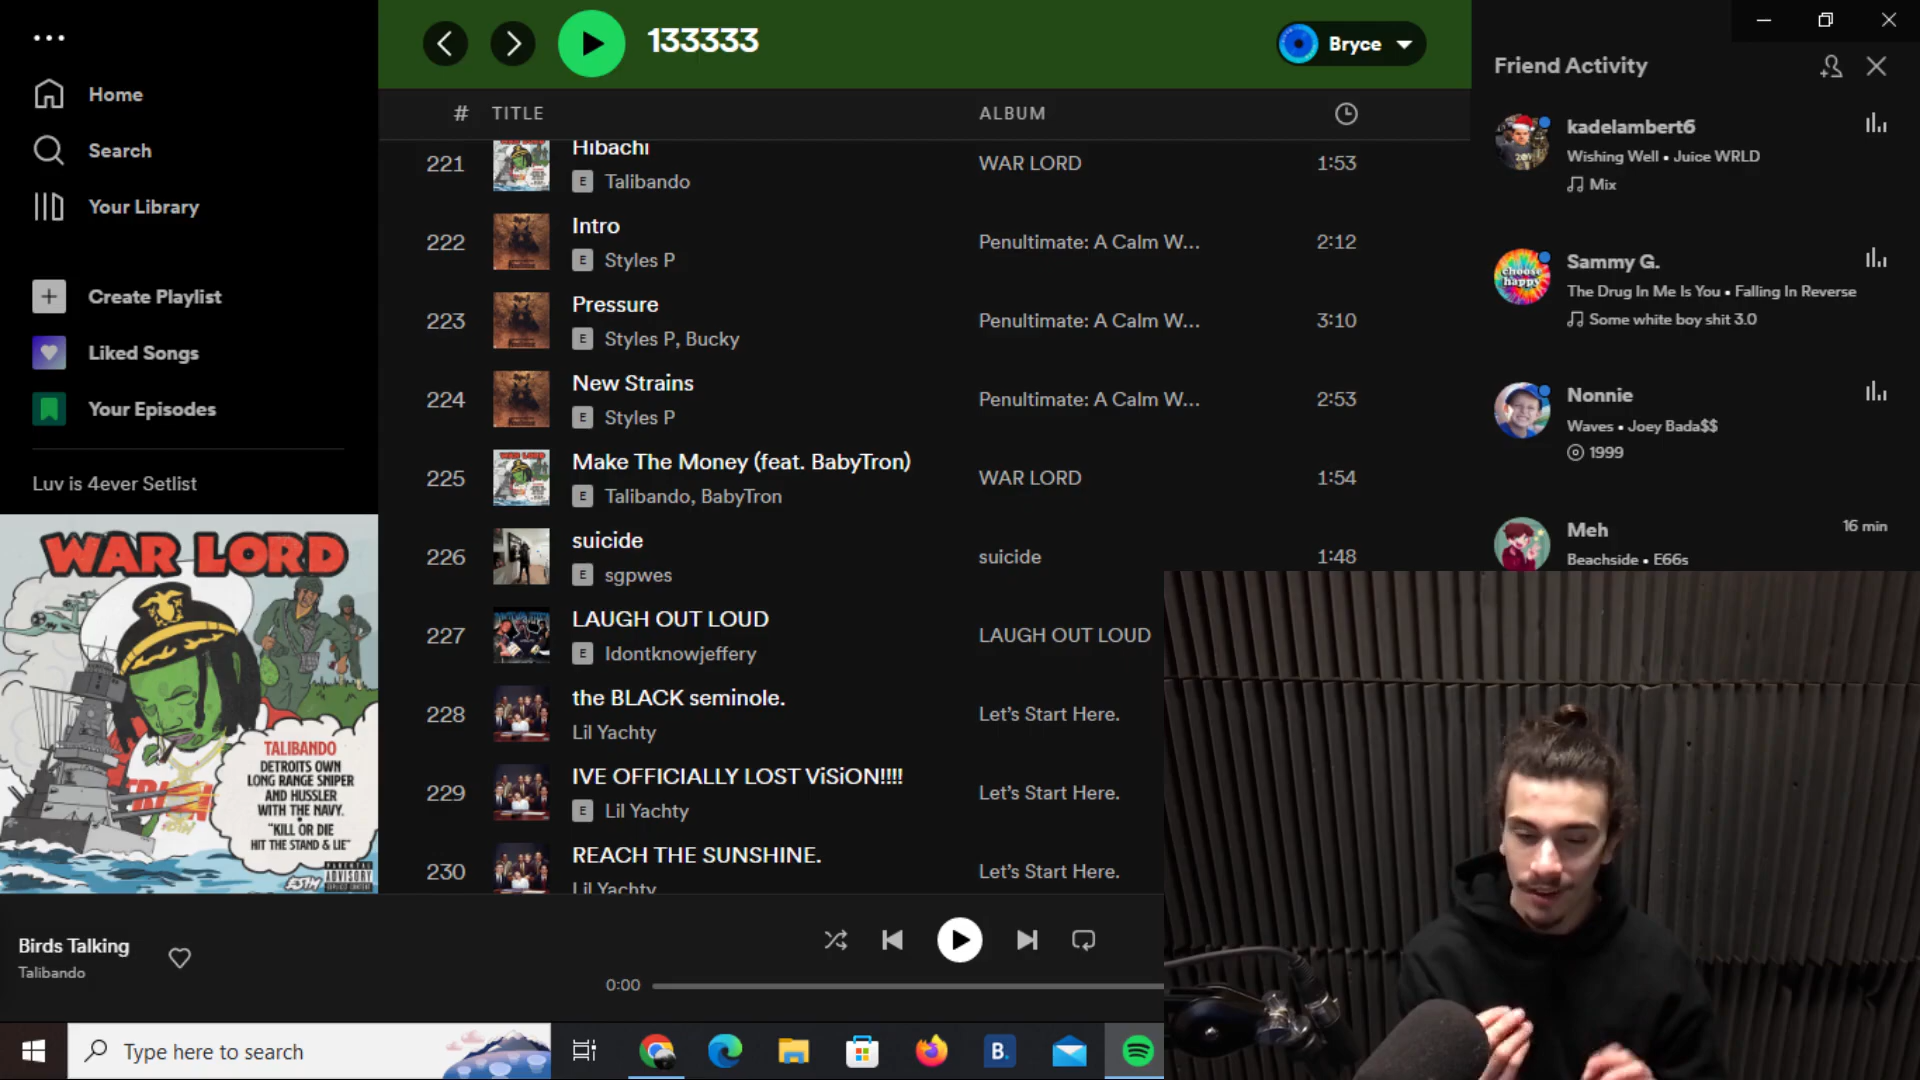 Home
Search
Your Library
Create Playlist
Liked Songs
Your Episodes
Luv is 4ever Setlist
WAR LORD
TALIBANDO
DETROITS OWN
LONG RANGE SNIPER
AND HUSSLER
WITH THE NAVY.
"KILL OR DIE
HIT THE STAND & LIE"
PARENTAL
ADVISORY
EXPLICIT CONTENT
Birds Talking
Talibando
133333
Bryce
# TITLE ALBUM
221 Hibachi WAR LORD 1:53
E Talibando
222 Intro Penultimate: A Calm W... 2:12
E Styles P
223 Pressure Penultimate: A Calm W... 3:10
E Styles P, Bucky
224 New Strains Penultimate: A Calm W... 2:53
E Styles P
225 Make The Money (feat. BabyTron) WAR LORD 1:54
E Talibando, BabyTron
226 suicide suicide 1:48
E sgpwes
227 LAUGH OUT LOUD LAUGH OUT LOUD
E Idontknowjeffery
228 the BLACK seminole. Let's Start Here.
Lil Yachty
229 IVE OFFICIALLY LOST ViSiON!!!! Let's Start Here.
E Lil Yachty
230 REACH THE SUNSHINE. Let's Start Here.
Lil Yachty
0:00
Friend Activity
kadelambert6
Wishing Well • Juice WRLD
Mix
Sammy G.
choose
happy
The Drug In Me Is You • Falling In Reverse
Some white boy shit 3.0
Nonnie
Waves • Joey Bada$$
1999
Meh 16 min
Beachside • E66s
Type here to search
B.